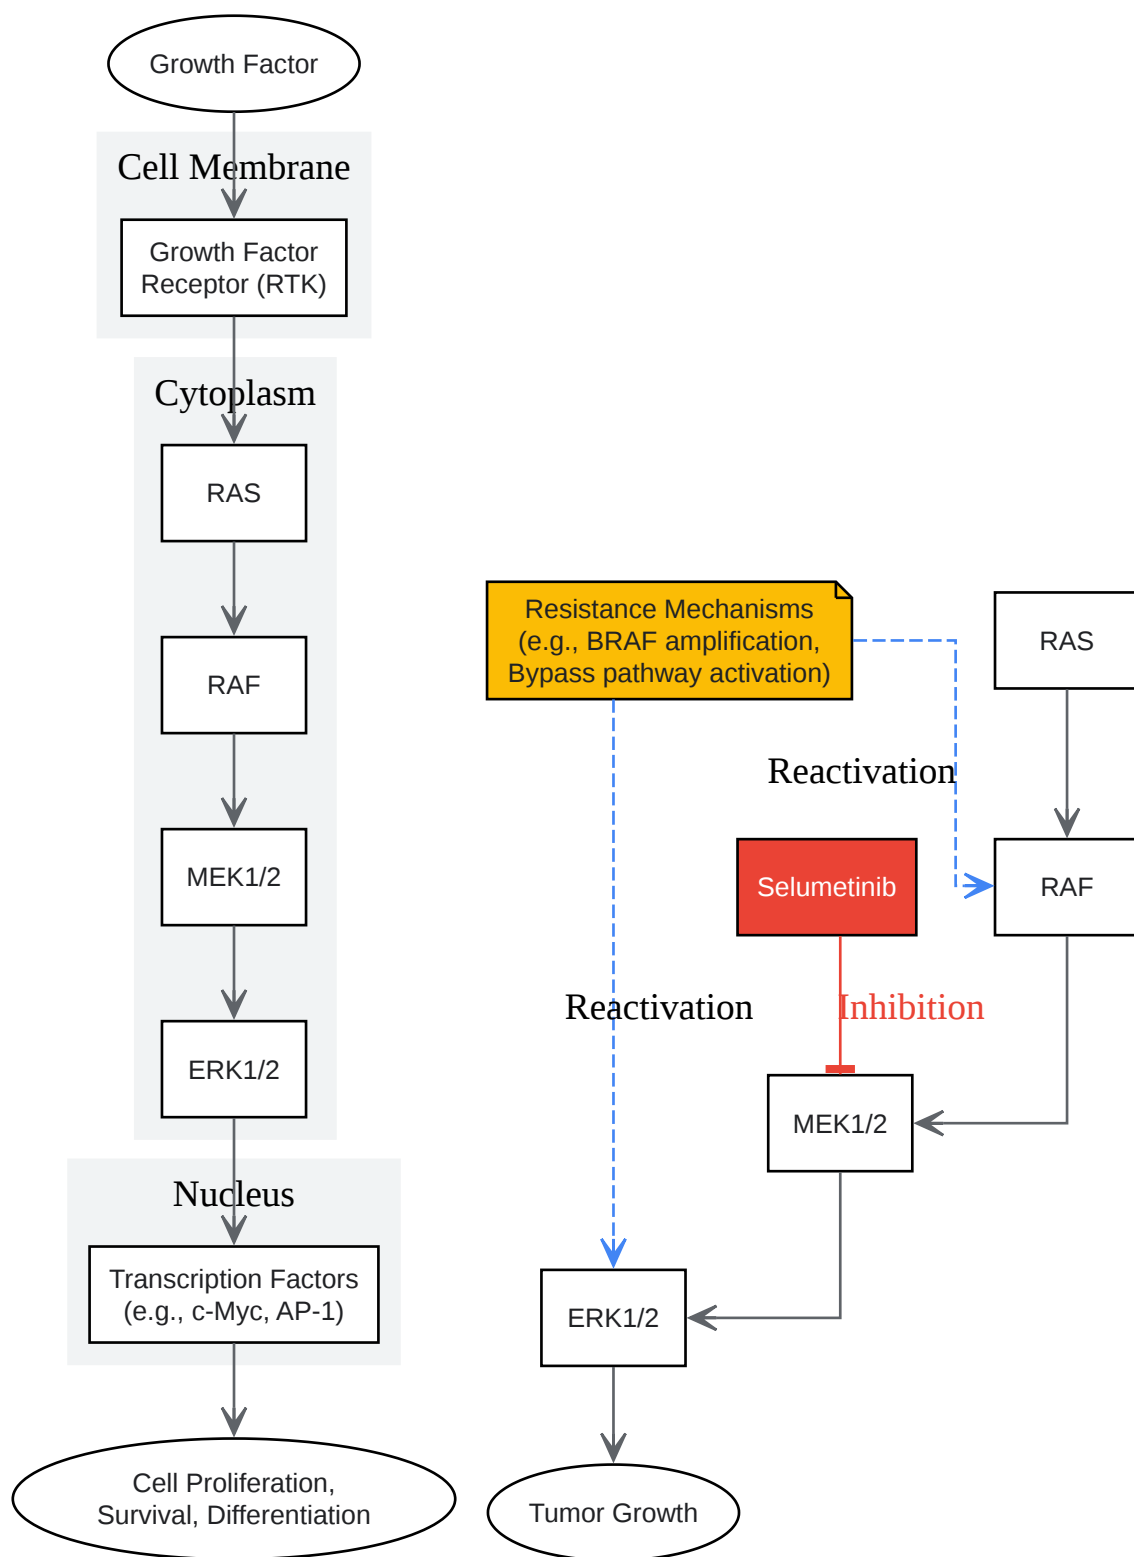 Growth Factor
Cell Membrane
Growth Factor
Receptor (RTK)
Cytoplasm
RAS
RAF
MEK1/2
ERK1/2
Nucleus
Transcription Factors
(e.g., c-Myc, AP-1)
Cell Proliferation,
Survival, Differentiation
Resistance Mechanisms
(e.g., BRAF amplification,
Bypass pathway activation)
RAS
Reactivation
Selumetinib
RAF
Reactivation
Inhibition
MEK1/2
ERK1/2
Tumor Growth